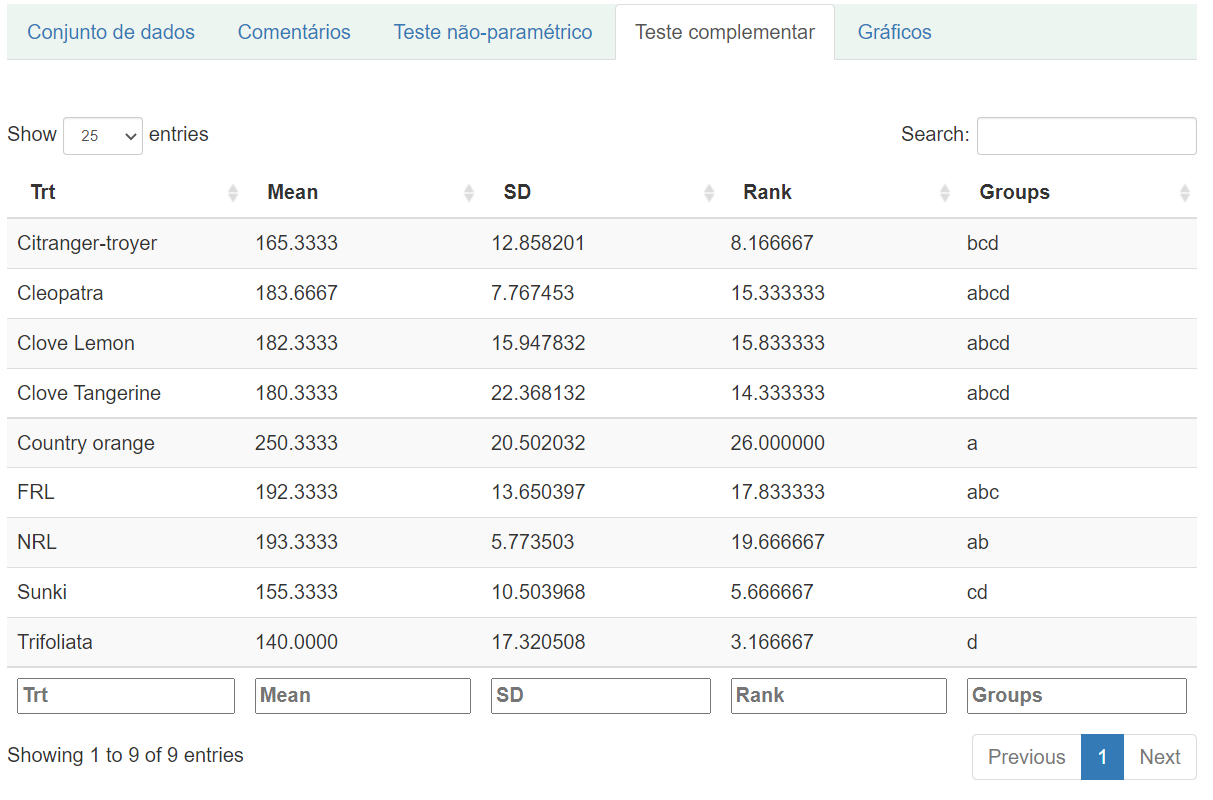 Conjunto de dados Comentários Teste não-paramétrico Teste complementar Gráficos
Show 25 entries Search:
Trt Mean SD Rank Groups
Citranger-troyer 165.3333 12.858201 8.166667 bcd
Cleopatra 183.6667 7.767453 15.333333 abcd
Clove Lemon 182.3333 15.947832 15.833333 abcd
Clove Tangerine 180.3333 22.368132 14.333333 abcd
Country orange 250.3333 20.502032 26.000000 a
FRL 192.3333 13.650397 17.833333 abc
NRL 193.3333 5.773503 19.666667 ab
Sunki 155.3333 10.503968 5.666667 cd
Trifoliata 140.0000 17.320508 3.166667 d
Trt Mean SD Rank Groups
Showing 1 to 9 of 9 entries Previous 1 Next